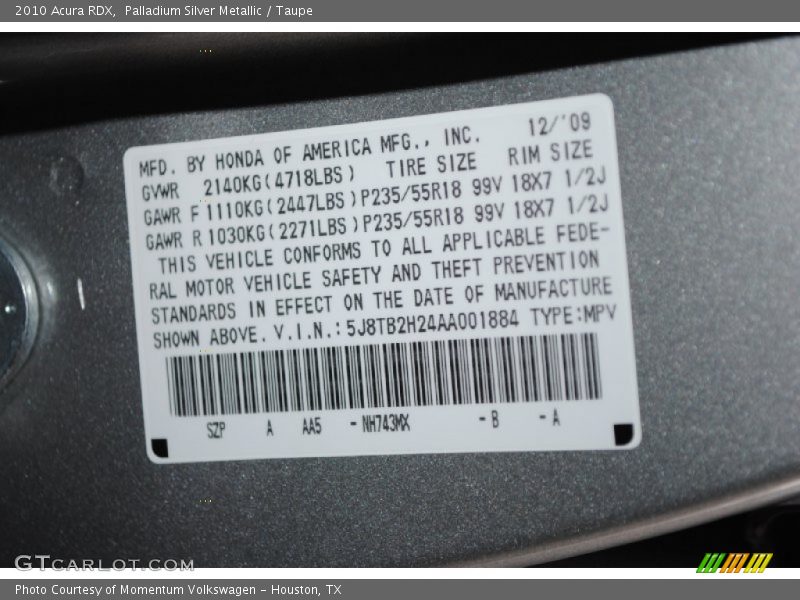 2010 Acura RDX,  Palladium Silver Metallic / Taupe
12/'09
MFD. BY HONDA OF AMERICA MFG., INC.
GVWR 2140KG(4718LBS) TIRE SIZE RIM SIZE
GAWR F 1110KG(2447LBS)P235/55R18 99V 18X7 1/2J
GAWR R 1030KG(2271LBS)P235/55R18 99V 18X7 1/2J
THIS VEHICLE CONFORMS TO ALL APPLICABLE FEDE-
RAL MOTOR VEHICLE SAFETY AND THEFT PREVENTION
STANDARDS IN EFFECT ON THE DATE OF MANUFACTURE
SHOWN ABOVE. V.I.N.: 5J8TB2H24AA001884 TYPE:MPV
SZP A AA5 -NH743MX -B -A
GTCARLOT.COM
Photo Courtesy of Momentum Volkswagen - Houston, TX